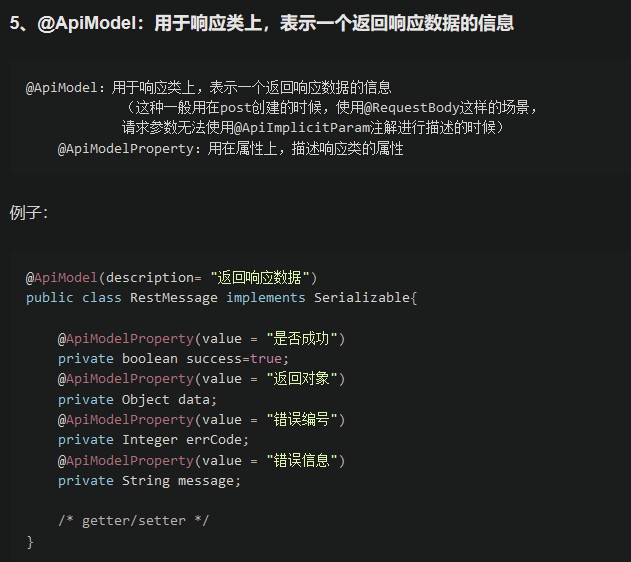 5、@ApiModel：用于响应类上，表示一个返回响应数据的信息
@ApiModel：用于响应类上，表示一个返回响应数据的信息
（这种一般用在post创建的时候，使用@RequestBody这样的场景，
请求参数无法使用@ApiImplicitParam注解进行描述的时候）
@ApiModelProperty：用在属性上，描述响应类的属性
例子：
@ApiModel(description= "返回响应数据")
public class RestMessage implements Serializable{
@ApiModelProperty(value = "是否成功")
private boolean success=true;
@ApiModelProperty(value = "返回对象")
private Object data;
@ApiModelProperty(value = "错误编号")
private Integer errCode;
@ApiModelProperty(value = "错误信息")
private String message;
/* getter/setter */
}